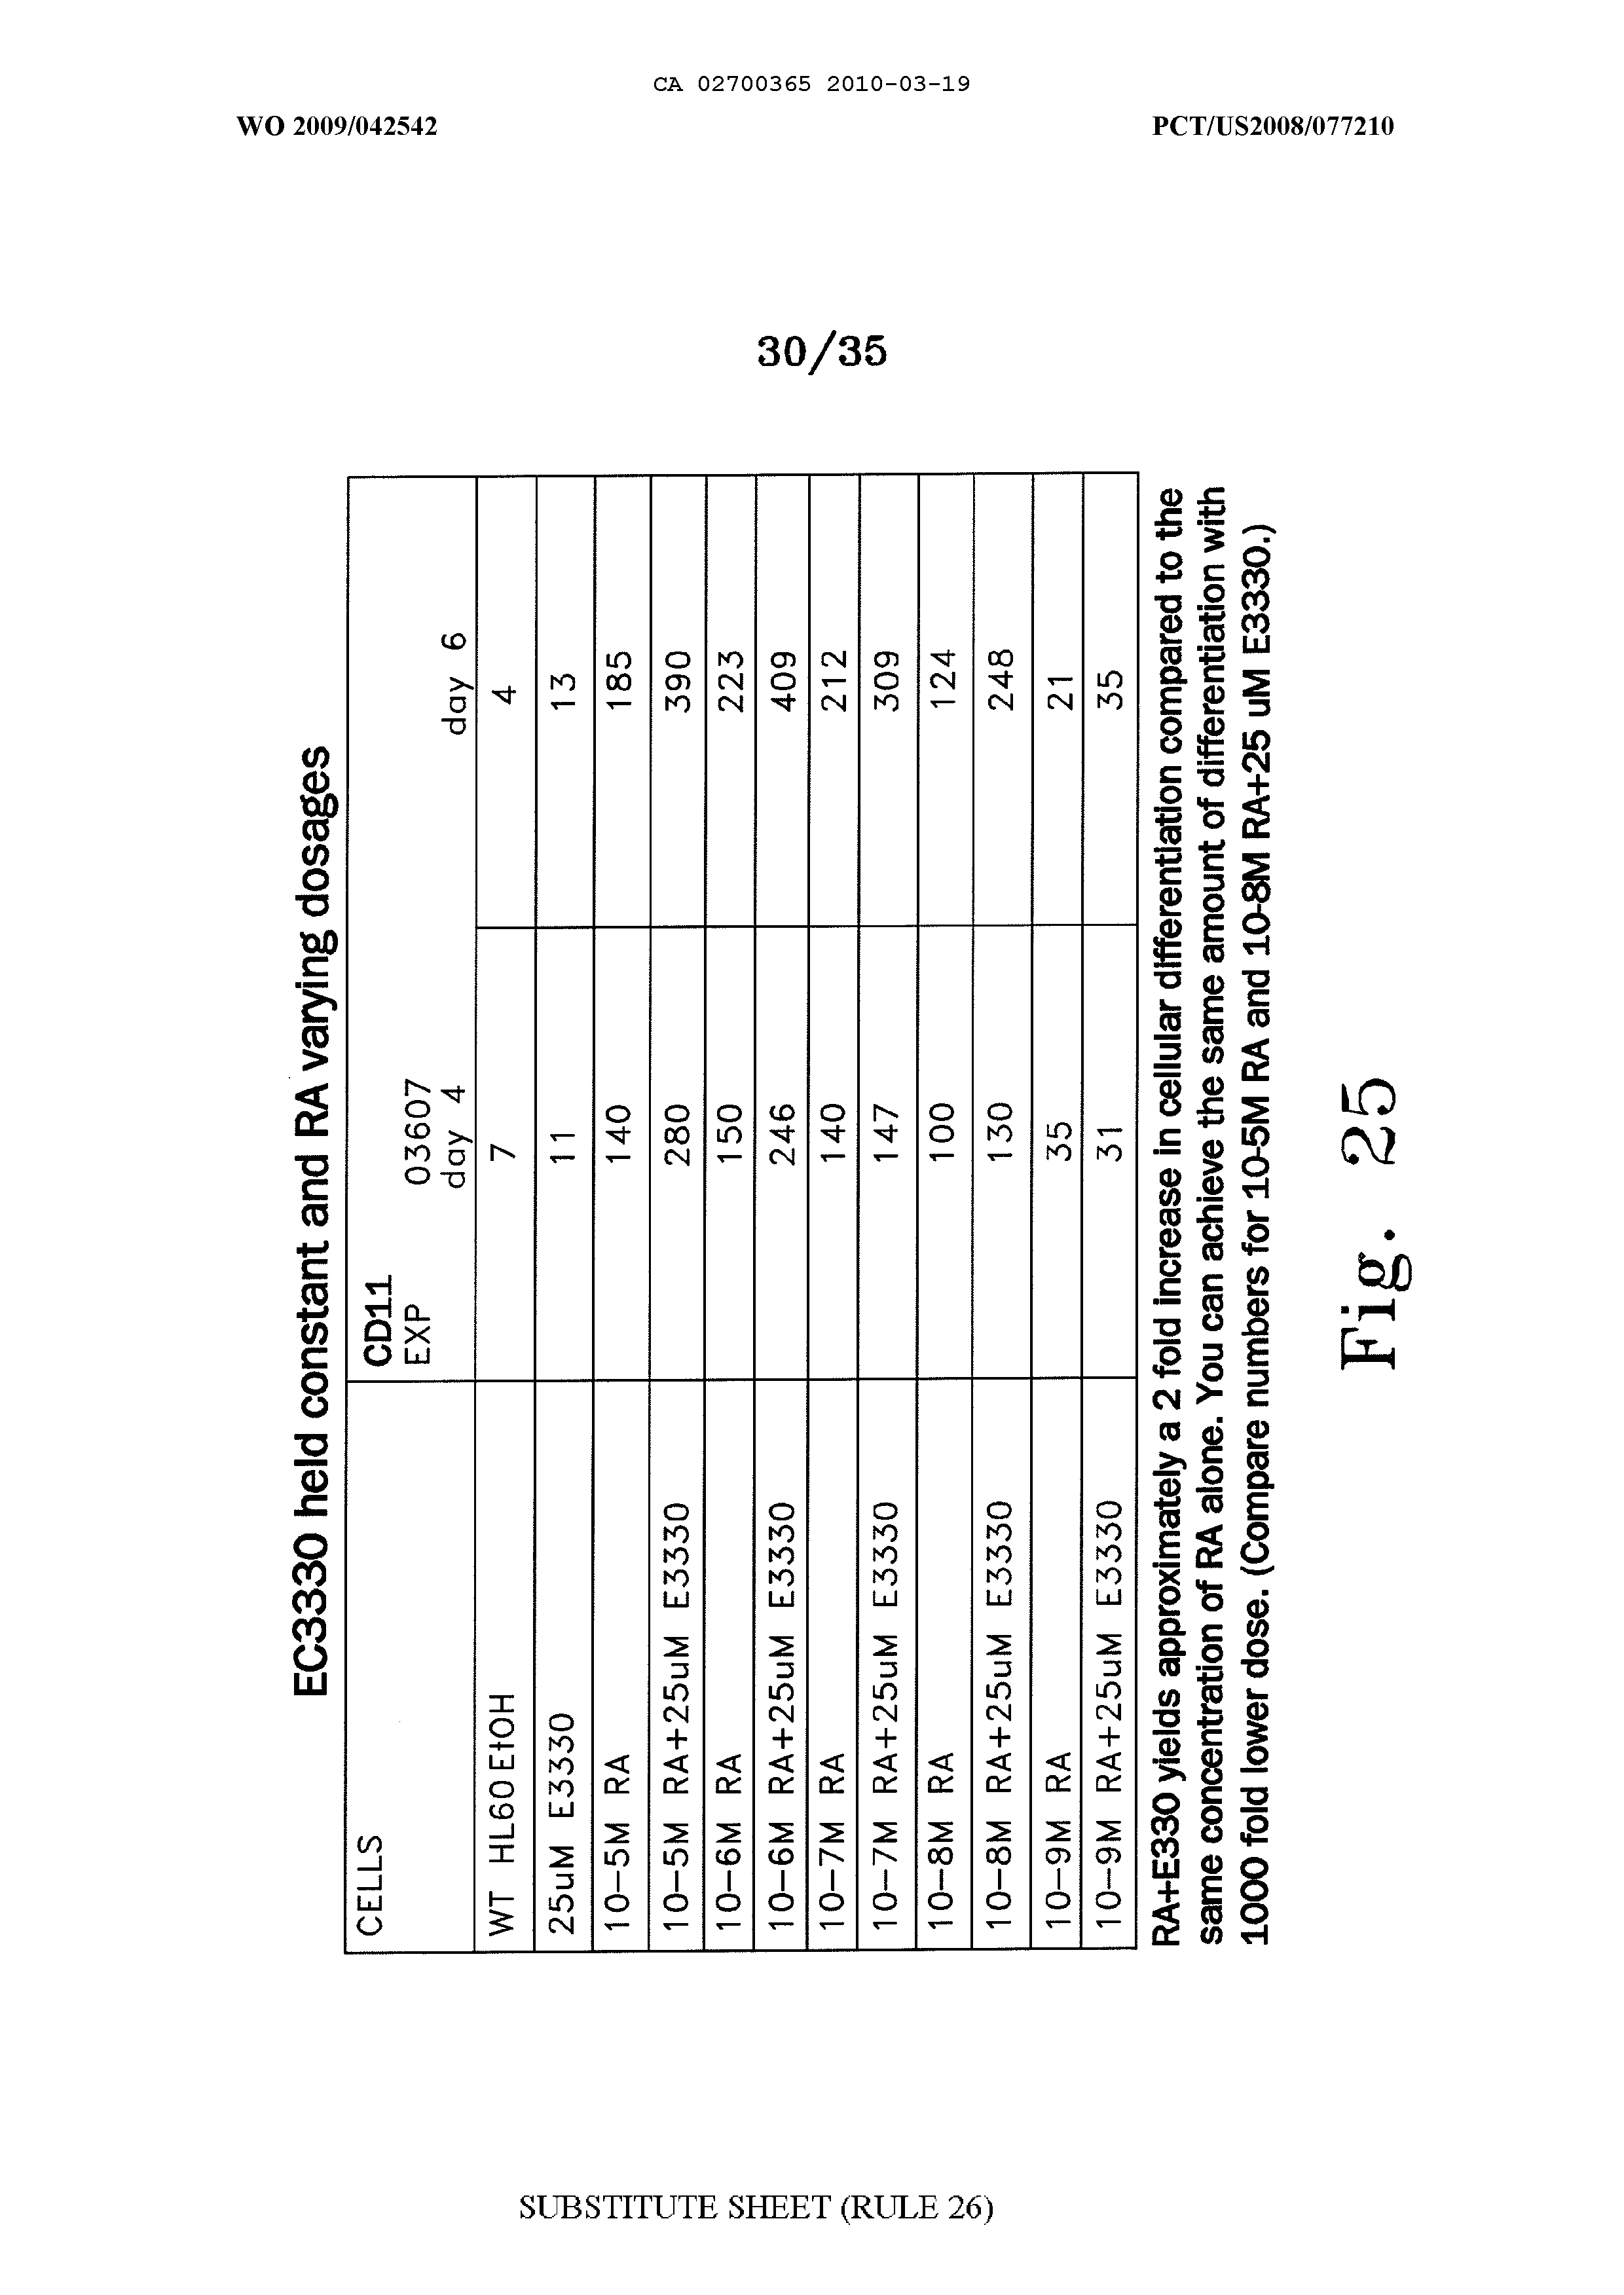 CA 02700365 2010-03-19
WO 2009/042542 PCT/US2008/077210
30/35
EC3330 held constant and RA varying dosages
CELLS CD11
EXP 03607
day 4 day 6
WT HL60EtOH 7 4
25uM E3330 11 13
10-5M RA 140 185
10-5M RA+25uM E3330 280 390
10-6M RA 150 223
10-6M RA+25uM E3330 246 409
10-7M RA 140 212
10-7M RA+25uM E3330 147 309
10-8M RA 100 124
10-8M RA+25uM E3330 130 248
10-9M RA 35 21
10-9M RA+25uM E3330 31 35
RA+E330 yields approximately a 2 fold increase in cellular differentiation compared to the
same concentration of RA alone. You can achieve the same amount of differentiation with
1000 fold lower dose. (Compare numbers for 10-5M RA and 10-8M RA+25 uM E3330.)
Fig. 25
SUBSTITUTE SHEET (RULE 26)